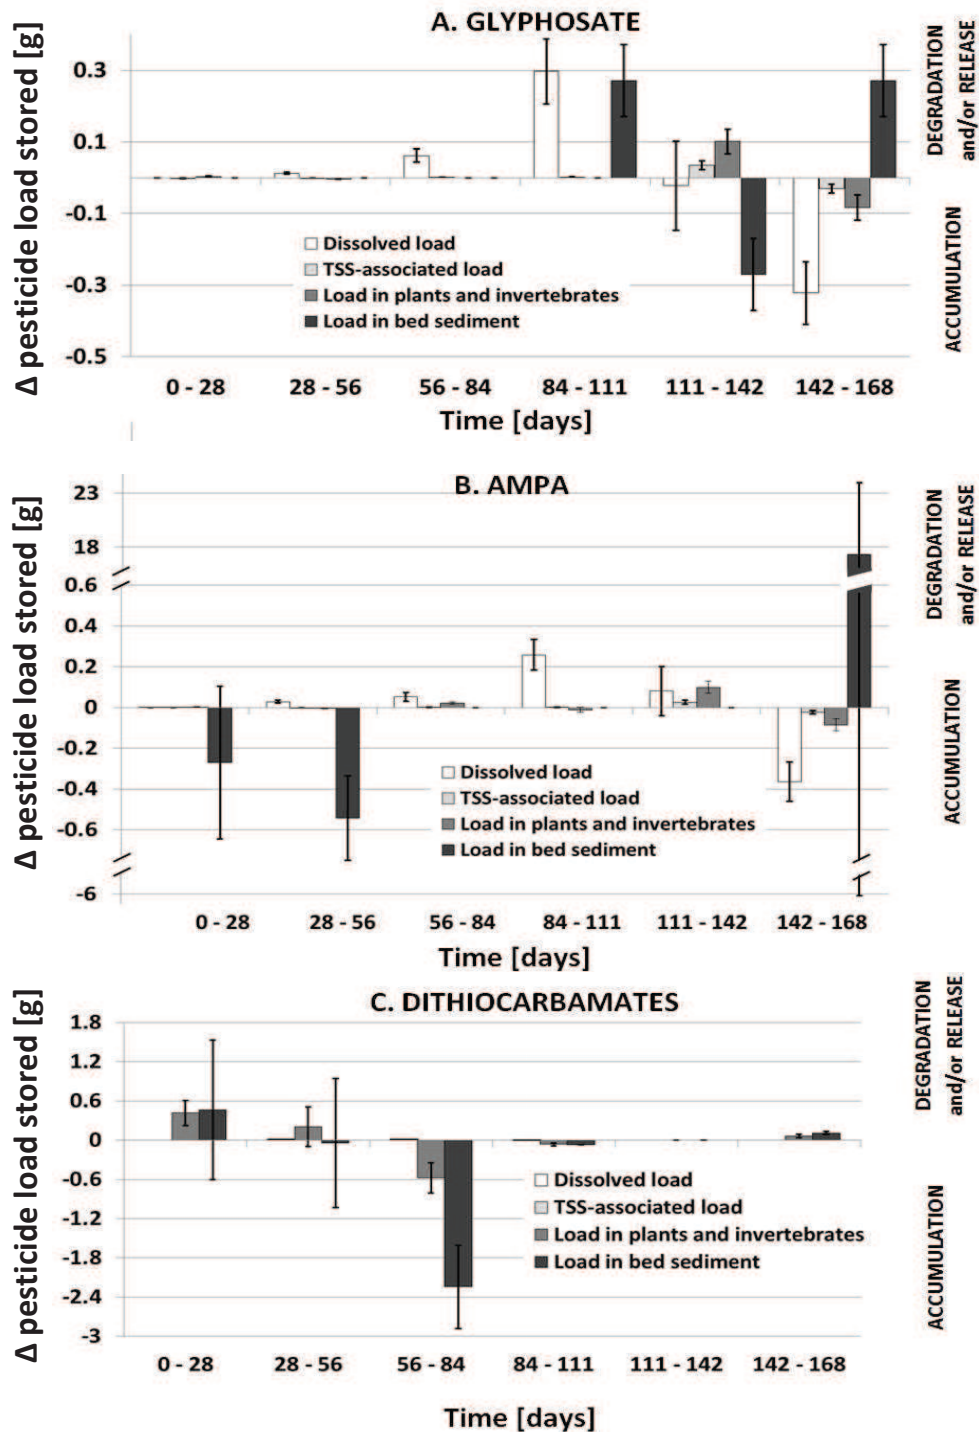 A. GLYPHOSATE
Δ pesticide load stored [g]
0.3
0.1
-0.1
-0.3
-0.5
Dissolved load
TSS-associated load
Load in plants and invertebrates
Load in bed sediment
0 - 28
28 - 56
56 - 84
84 - 111
111 - 142
142 - 168
Time [days]
DEGRADATION
and/or RELEASE
ACCUMULATION
B. AMPA
Δ pesticide load stored [g]
23
18
0.6
0.4
0.2
0
-0.2
-0.4
-0.6
-6
Dissolved load
TSS-associated load
Load in plants and invertebrates
Load in bed sediment
0 - 28
28 - 56
56 - 84
84 - 111
111 - 142
142 - 168
Time [days]
DEGRADATION
and/or RELEASE
ACCUMULATION
C. DITHIOCARBAMATES
Δ pesticide load stored [g]
1.8
1.2
0.6
0
-0.6
-1.2
-1.8
-2.4
-3
Dissolved load
TSS-associated load
Load in plants and invertebrates
Load in bed sediment
0 - 28
28 - 56
56 - 84
84 - 111
111 - 142
142 - 168
Time [days]
DEGRADATION
and/or RELEASE
ACCUMULATION